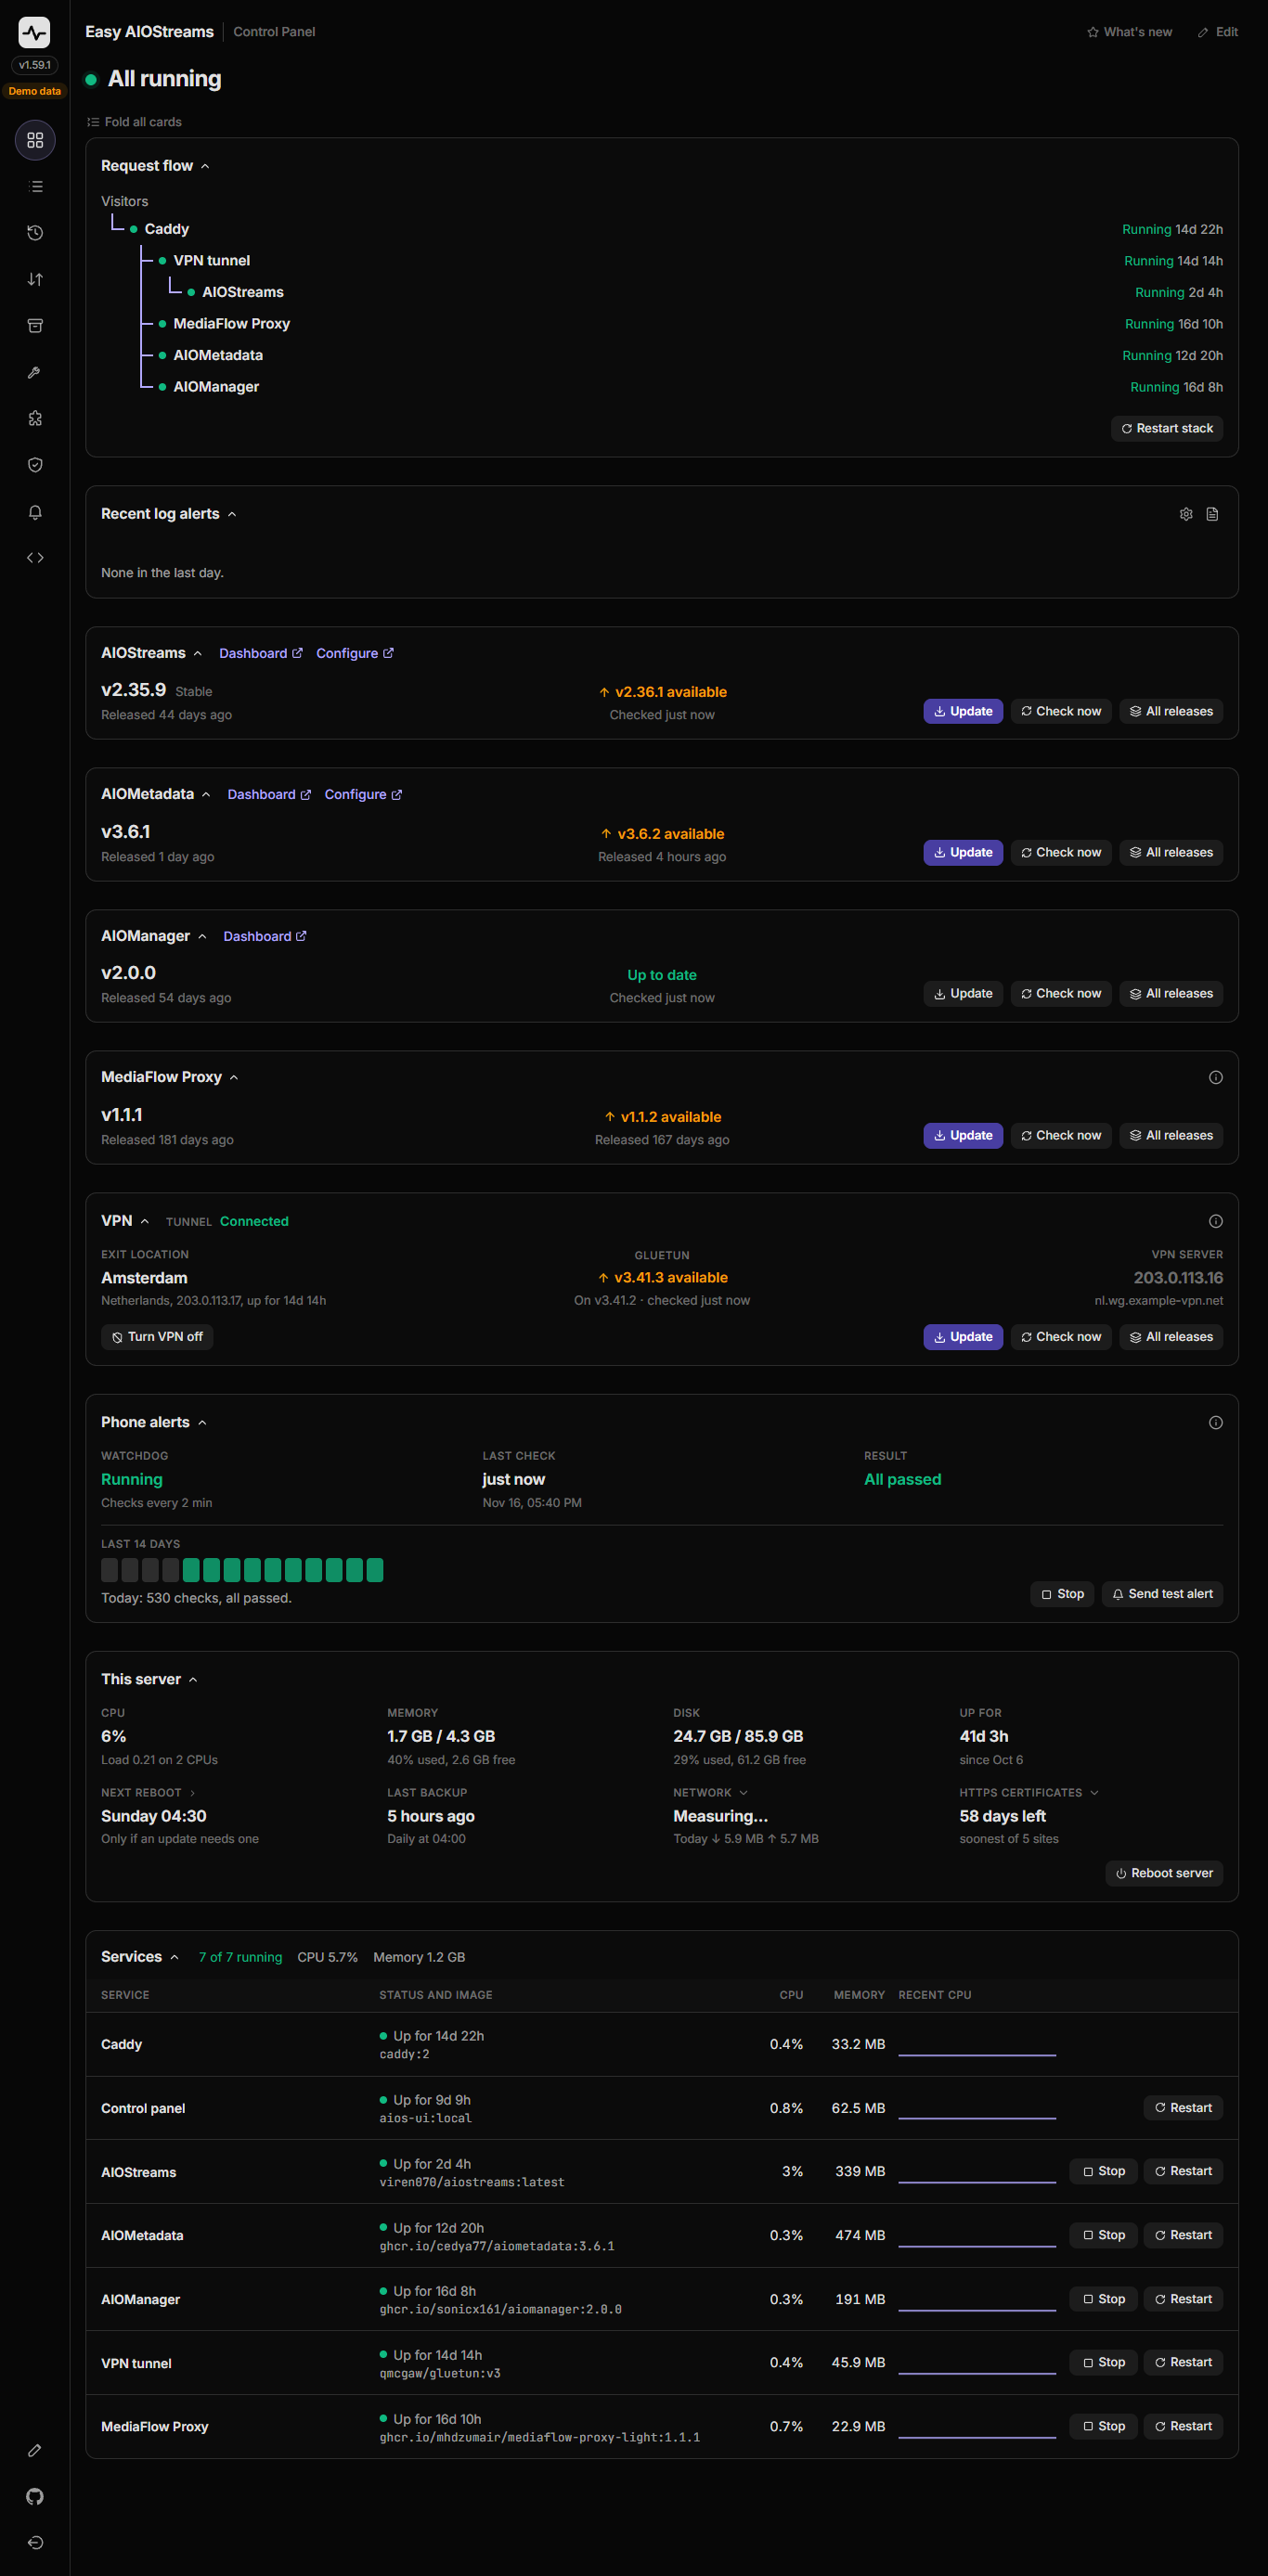 Easy AIOStreams Control Panel What's new Edit
v1.59.1
Demo data
All running
Fold all cards
Request flow
Visitors
Caddy Running 14d 22h
VPN tunnel Running 14d 14h
AIOStreams Running 2d 4h
MediaFlow Proxy Running 16d 10h
AIOMetadata Running 12d 20h
AIOManager Running 16d 8h
Restart stack
Recent log alerts
None in the last day.
AIOStreams Dashboard Configure
v2.35.9 Stable ↑ v2.36.1 available
Released 44 days ago Checked just now Update Check now All releases
AIOMetadata Dashboard Configure
v3.6.1 ↑ v3.6.2 available
Released 1 day ago Released 4 hours ago Update Check now All releases
AIOManager Dashboard
v2.0.0 Up to date
Released 54 days ago Checked just now Update Check now All releases
MediaFlow Proxy
v1.1.1 ↑ v1.1.2 available
Released 181 days ago Released 167 days ago Update Check now All releases
VPN TUNNEL Connected
EXIT LOCATION GLUETUN VPN SERVER
Amsterdam ↑ v3.41.3 available 203.0.113.16
Netherlands, 203.0.113.17, up for 14d 14h On v3.41.2 · checked just now nl.wg.example-vpn.net
Turn VPN off Update Check now All releases
Phone alerts
WATCHDOG LAST CHECK RESULT
Running just now All passed
Checks every 2 min Nov 16, 05:40 PM
LAST 14 DAYS
Today: 530 checks, all passed. Stop Send test alert
This server
CPU MEMORY DISK UP FOR
6% 1.7 GB / 4.3 GB 24.7 GB / 85.9 GB 41d 3h
Load 0.21 on 2 CPUs 40% used, 2.6 GB free 29% used, 61.2 GB free since Oct 6
NEXT REBOOT LAST BACKUP NETWORK HTTPS CERTIFICATES
Sunday 04:30 5 hours ago Measuring... 58 days left
Only if an update needs one Daily at 04:00 Today ↓ 5.9 MB ↑ 5.7 MB soonest of 5 sites
Reboot server
Services 7 of 7 running CPU 5.7% Memory 1.2 GB
SERVICE STATUS AND IMAGE CPU MEMORY RECENT CPU
Caddy Up for 14d 22h 0.4% 33.2 MB
caddy:2
Control panel Up for 9d 9h 0.8% 62.5 MB Restart
aios-ui:local
AIOStreams Up for 2d 4h 3% 339 MB Stop Restart
viren070/aiostreams:latest
AIOMetadata Up for 12d 20h 0.3% 474 MB Stop Restart
ghcr.io/cedya77/aiometadata:3.6.1
AIOManager Up for 16d 8h 0.3% 191 MB Stop Restart
ghcr.io/sonicx161/aiomanager:2.0.0
VPN tunnel Up for 14d 14h 0.4% 45.9 MB Stop Restart
qmcgaw/gluetun:v3
MediaFlow Proxy Up for 16d 10h 0.7% 22.9 MB Stop Restart
ghcr.io/mhdzumair/mediaflow-proxy-light:1.1.1